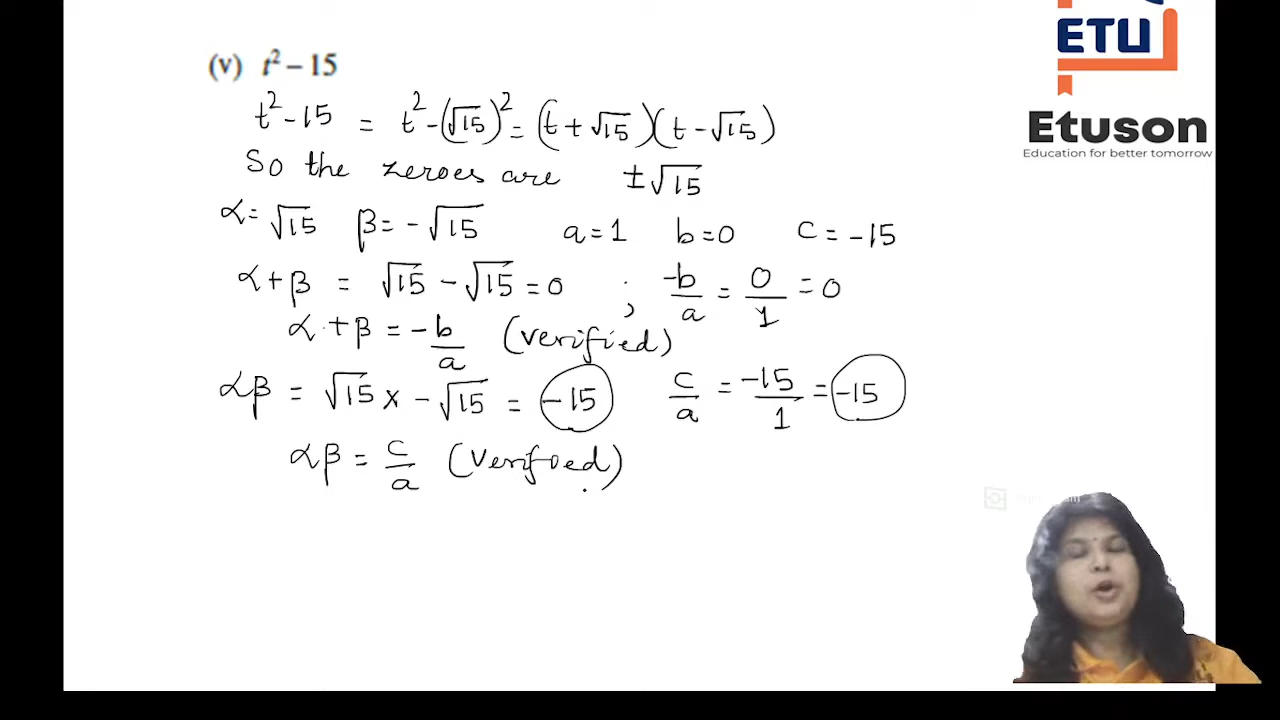 (v) t² – 15
t² - 15 = t² - (√15)² = (t + √15)(t - √15)
So the zeroes are ±√15
α = √15 β = - √15 a = 1 b = 0 c = -15
α + β = √15 - √15 = 0 ; -b/a = 0/1 = 0
α + β = -b/a (verified)
αβ = √15 x - √15 = -15 c/a = -15/1 = -15
αβ = c/a (verified)
ETU
Etuson
Education for better tomorrow